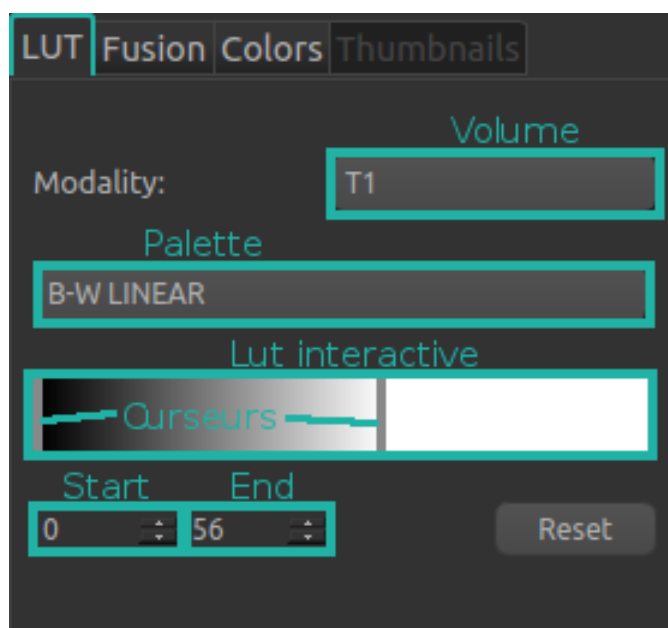 LUT Fusion Colors Thumbnails
Volume
Modality: T1
Palette
B-W LINEAR
Lut interactive
Curseurs
Start End
0 56 Reset